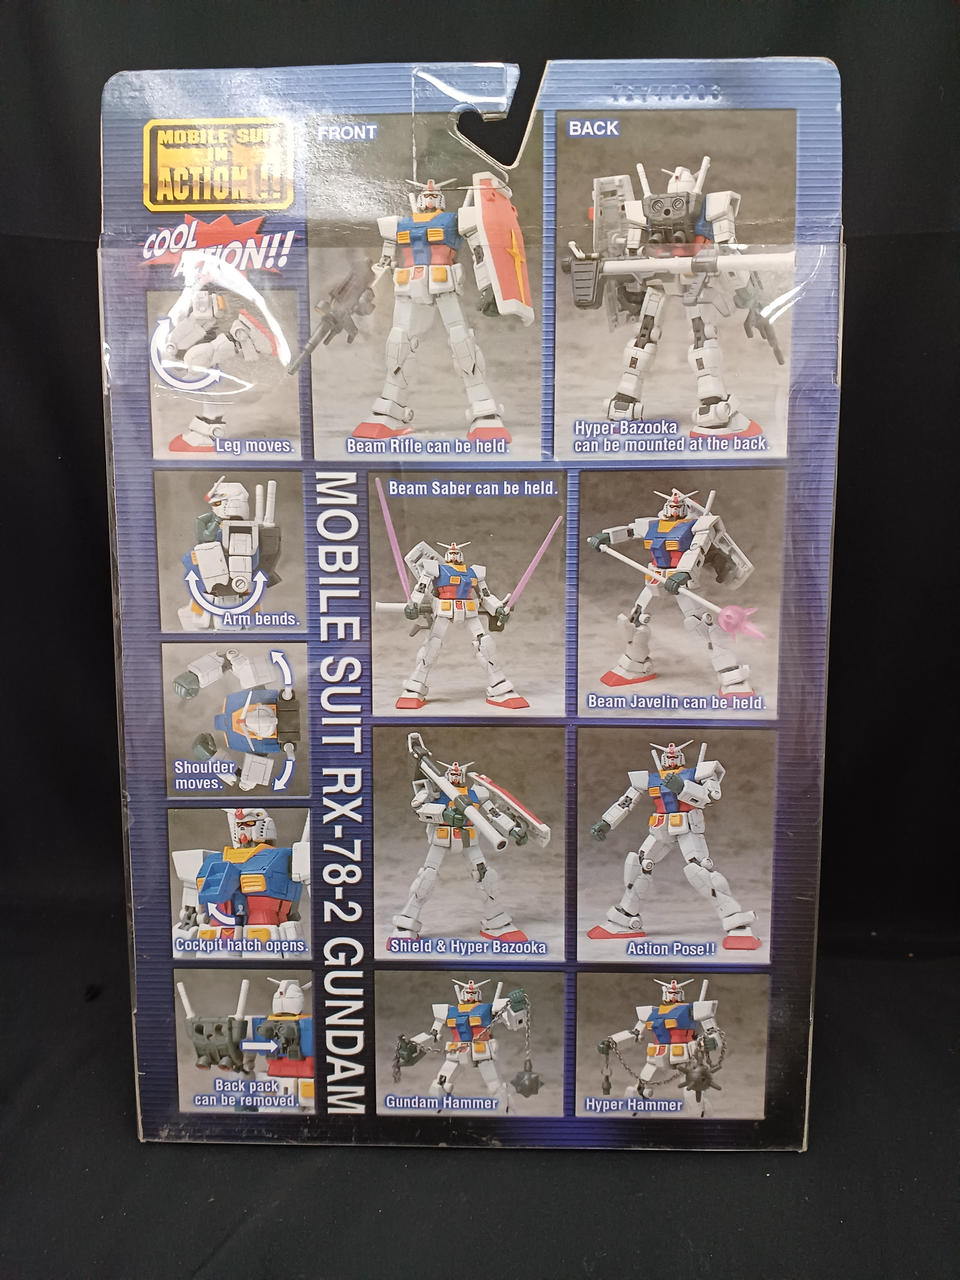 MOBILE SUIT
IN
ACTION!!
COOL
ACTION!!
FRONT
BACK
Leg moves.
Beam Rifle can be held.
Hyper Bazooka
can be mounted at the back.
Arm bends.
Beam Saber can be held.
Beam Javelin can be held.
Shoulder
moves.
Cockpit hatch opens.
Shield & Hyper Bazooka
Action Pose!!
Back pack
can be removed.
Gundam Hammer
Hyper Hammer
MOBILE SUIT RX-78-2 GUNDAM